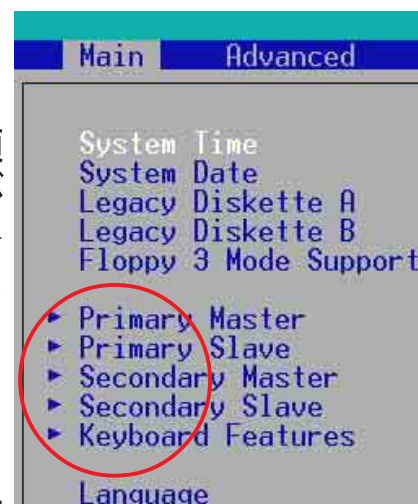 Main Advanced
System Time
System Date
Legacy Diskette A
Legacy Diskette B
Floppy 3 Mode Support
► Primary Master
► Primary Slave
► Secondary Master
► Secondary Slave
► Keyboard Features
Language